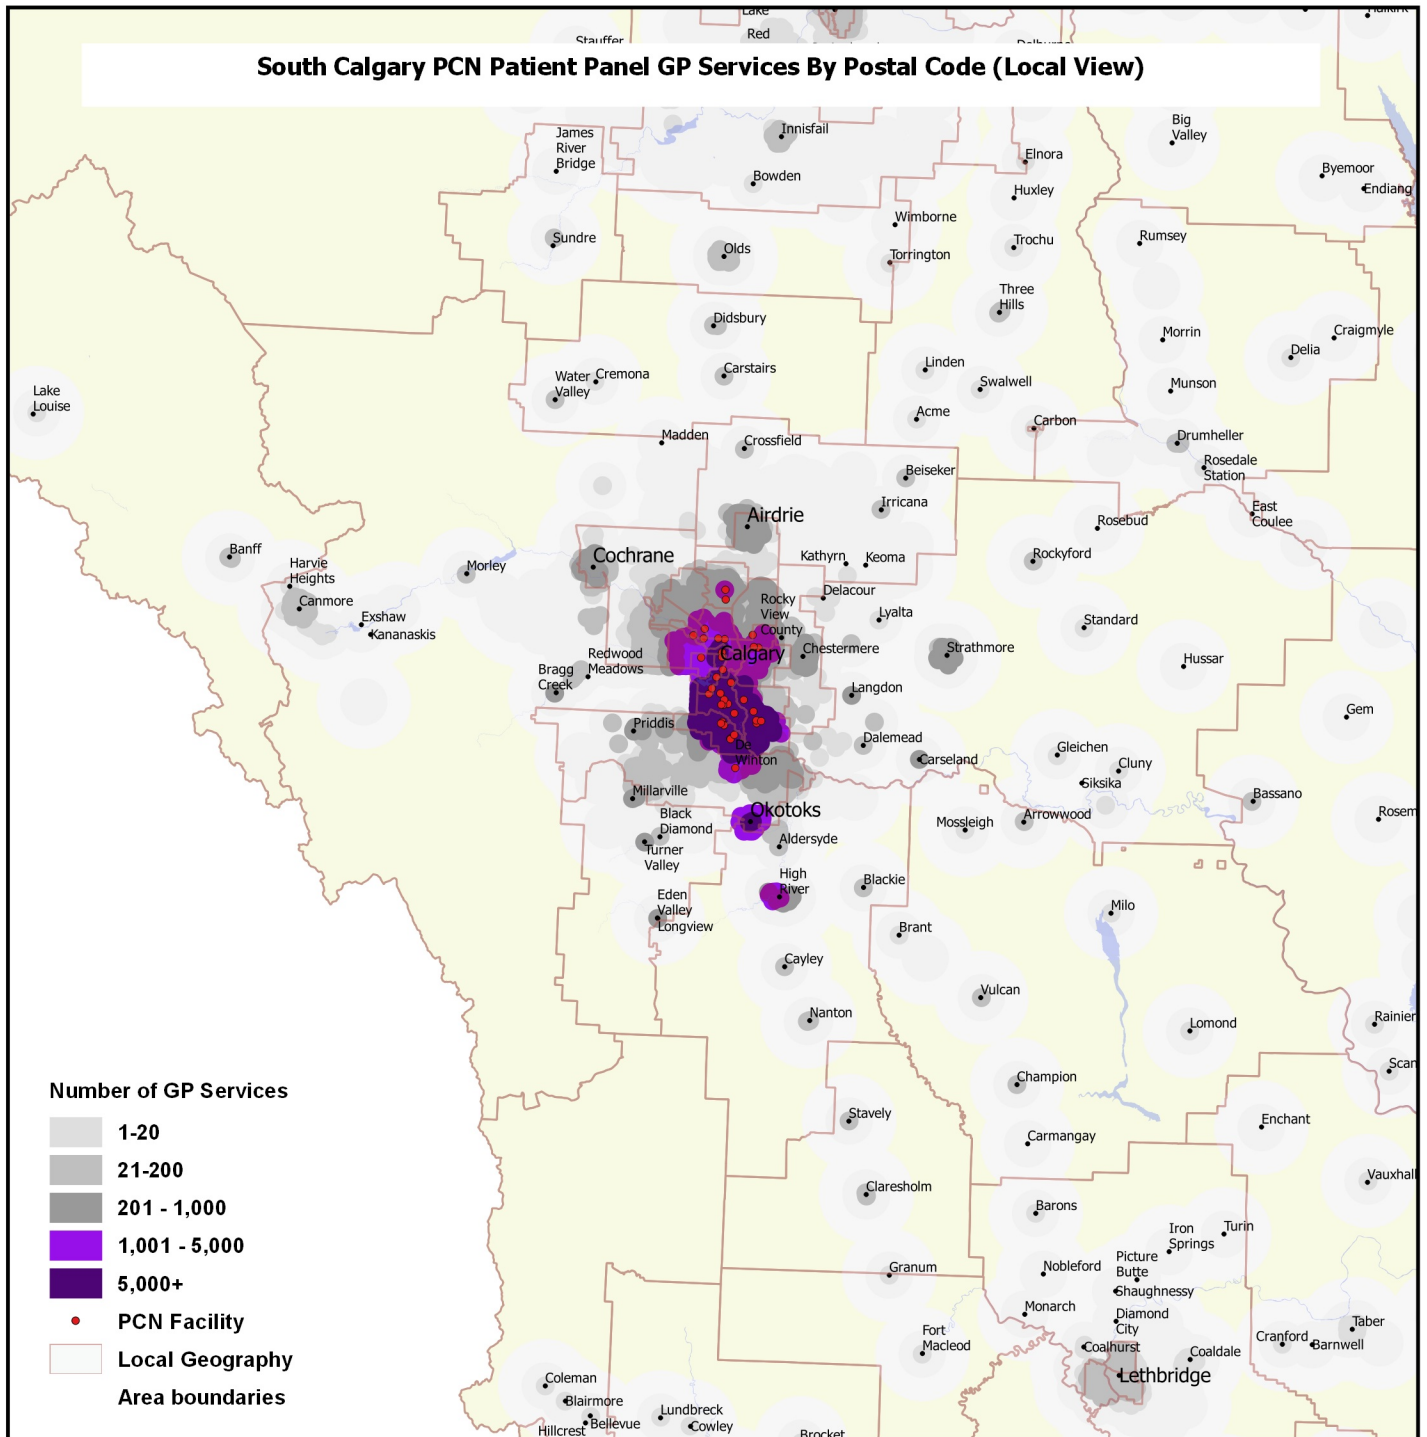 Lake
Halkirk
Red
Stauffer
Delburne
South Calgary PCN Patient Panel GP Services By Postal Code (Local View)
Innisfail
James
River
Bridge
Big
Valley
Elnora
Byemoor
Bowden
Huxley
Endiang
Wimborne
Sundre
Olds
Torrington
Trochu
Rumsey
Three
Hills
Didsbury
Morrin
Craigmyle
Delia
Linden
Carstairs
Water
Valley
Cremona
Swalwell
Munson
Lake
Louise
Acme
Carbon
Madden
Crossfield
Drumheller
Rosedale
Station
Beiseker
Irricana
Airdrie
Rosebud
East
Coulee
Banff
Cochrane
Kathyrn
Keoma
Rockyford
Harvie
Heights
Morley
Canmore
Rocky
View
County
Delacour
Lyalta
Exshaw
Kananaskis
Standard
Calgary
Chestermere
Strathmore
Redwood
Meadows
Hussar
Bragg
Creek
Langdon
Gem
Priddis
Dalemead
De
Winton
Gleichen
Carseland
Cluny
Siksika
Millarville
Bassano
Okotoks
Black
Diamond
Mossleigh
Arrowwood
Rosem
Aldersyde
Turner
Valley
High
River
Blackie
Eden
Valley
Longview
Milo
Brant
Cayley
Vulcan
Nanton
Lomond
Rainier
Scan
Champion
Number of GP Services
Stavely
Enchant
1-20
Carmangay
21-200
Vauxhall
Claresholm
201 - 1,000
Barons
Turin
Iron
Springs
1,001 - 5,000
Granum
Nobleford
Picture
Butte
5,000+
Shaughnessy
Monarch
Diamond
City
PCN Facility
Fort
Macleod
Taber
Cranford
Barnwell
Coalhurst
Coaldale
Local Geography
Lethbridge
Coleman
Area boundaries
Blairmore
Lundbreck
Bellevue
Cowley
Hillcrest
Brocket